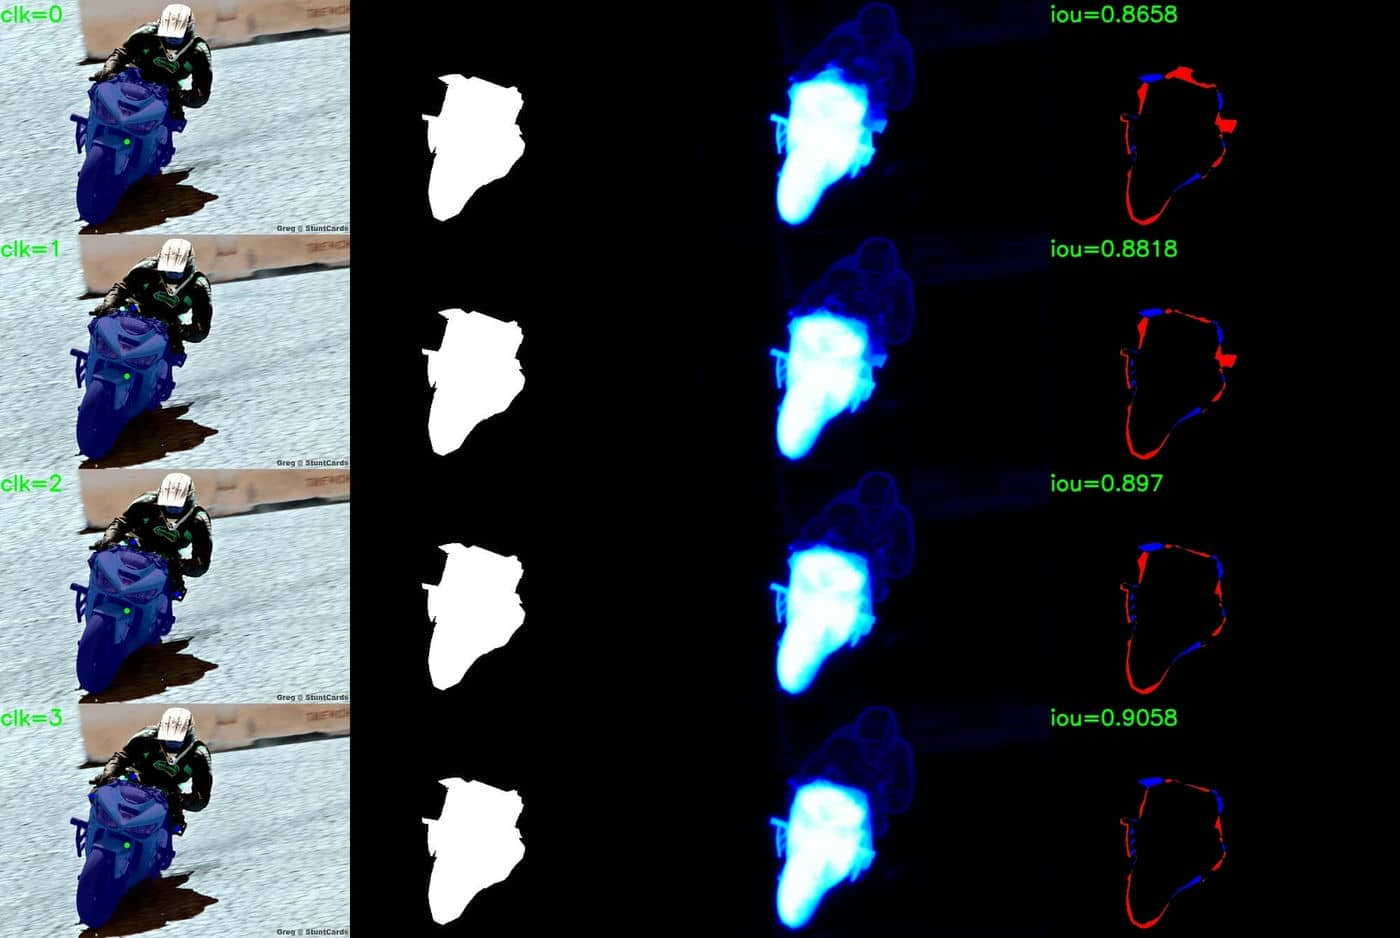 clk=0
iou=0.8658
Greg @ StuntCards
clk=1
iou=0.8818
Greg @ StuntCards
clk=2
iou=0.897
Greg @ StuntCards
clk=3
iou=0.9058
Greg @ StuntCards